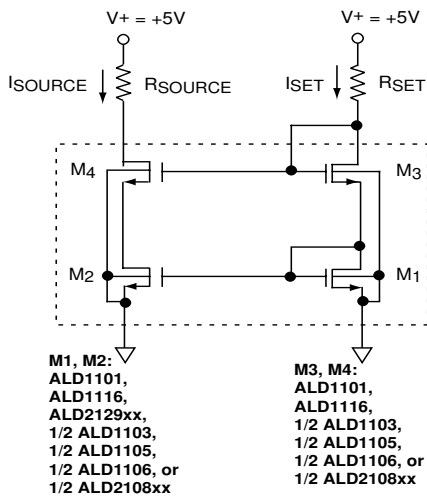 V+ = +5V
V+ = +5V
ISOURCE
RSOURCE
ISET
RSET
M4
M3
M2
M1
M1, M2:
ALD1101,
ALD1116,
ALD2129xx,
1/2 ALD1103,
1/2 ALD1105,
1/2 ALD1106, or
1/2 ALD2108xx
M3, M4:
ALD1101,
ALD1116,
1/2 ALD1103,
1/2 ALD1105,
1/2 ALD1106, or
1/2 ALD2108xx